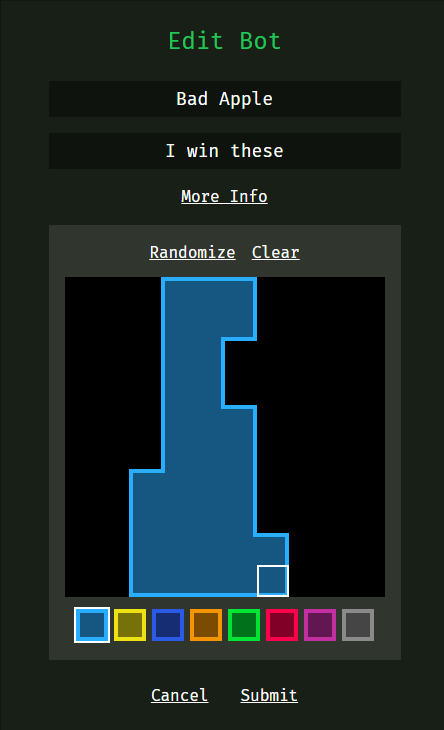 Edit Bot
Bad Apple
I win these
More Info
Randomize Clear
Cancel Submit